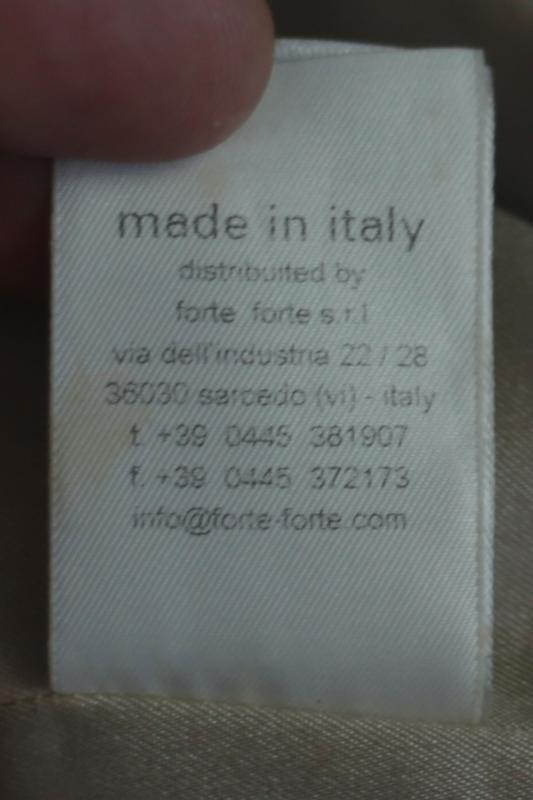 made in italy
distribuited by
forte forte s.r.l
via dell'industria 22 / 28
36030 sarcedo (vi) - italy
t. +39 0445 381907
f. +39 0445 372173
info@forte-forte.com